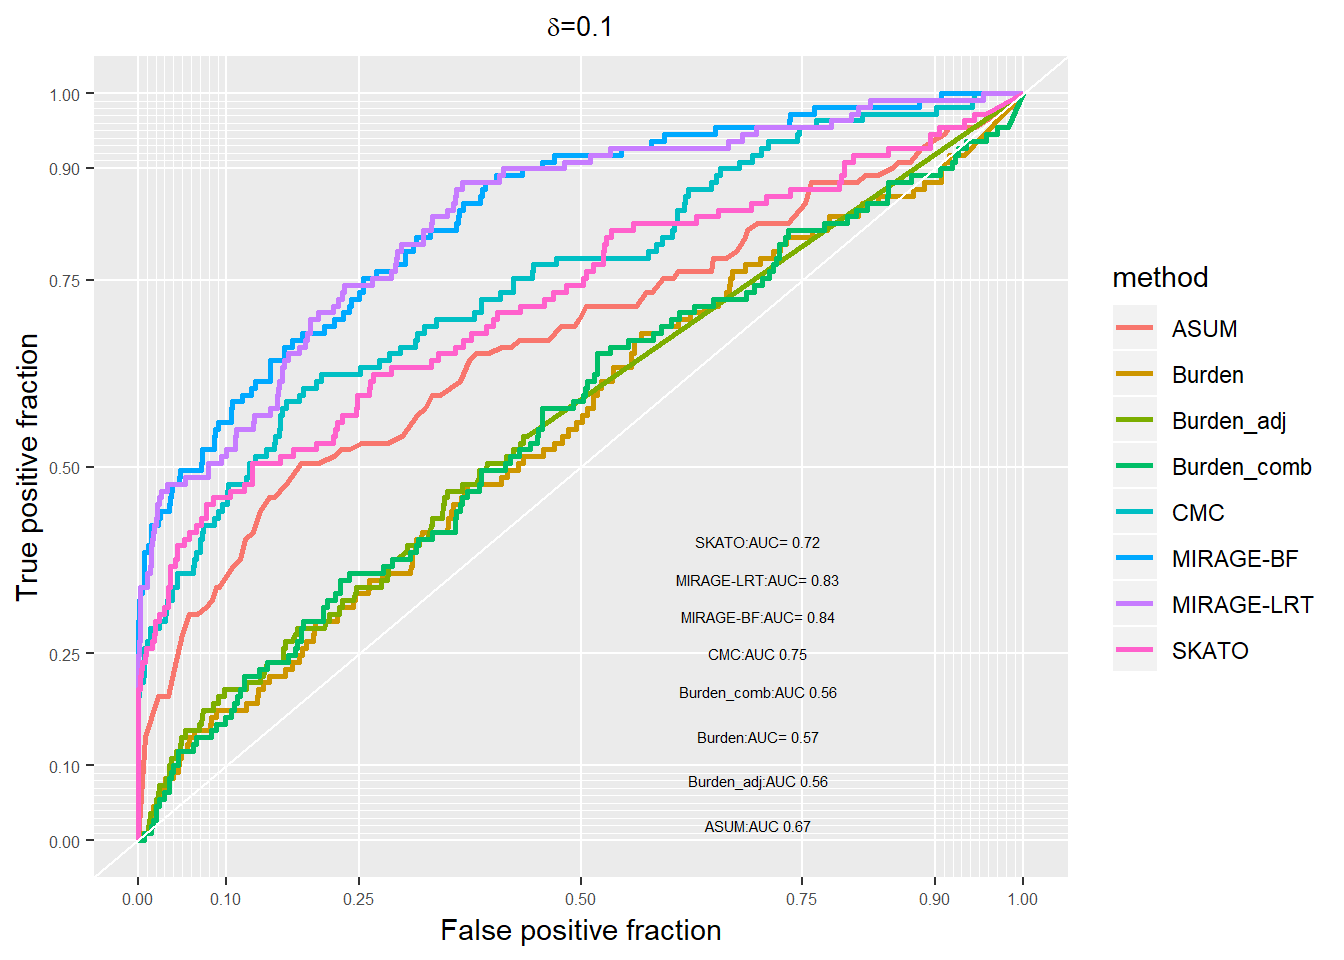 δ=0.1
True positive fraction
1.00
0.90
0.75
0.50
0.25
0.10
0.00
SKATO:AUC= 0.72
MIRAGE-LRT:AUC= 0.83
MIRAGE-BF:AUC= 0.84
CMC:AUC 0.75
Burden_comb:AUC 0.56
Burden:AUC= 0.57
Burden_adj:AUC 0.56
ASUM:AUC 0.67
0.00 0.10 0.25 0.50 0.75 0.90 1.00
False positive fraction
method
ASUM
Burden
Burden_adj
Burden_comb
CMC
MIRAGE-BF
MIRAGE-LRT
SKATO